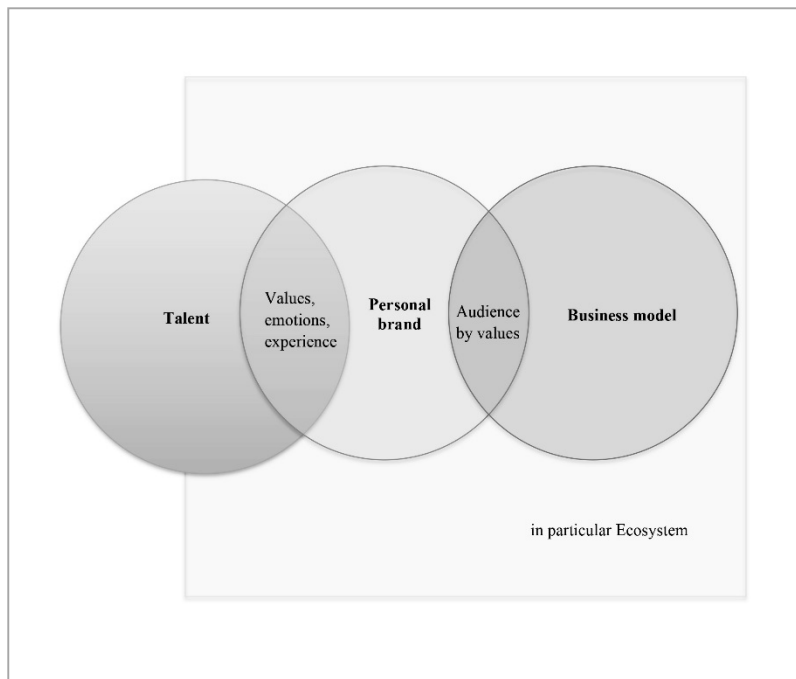 Talent
Values,
emotions,
experience
Personal
brand
Audience
by values
Business model
in particular Ecosystem